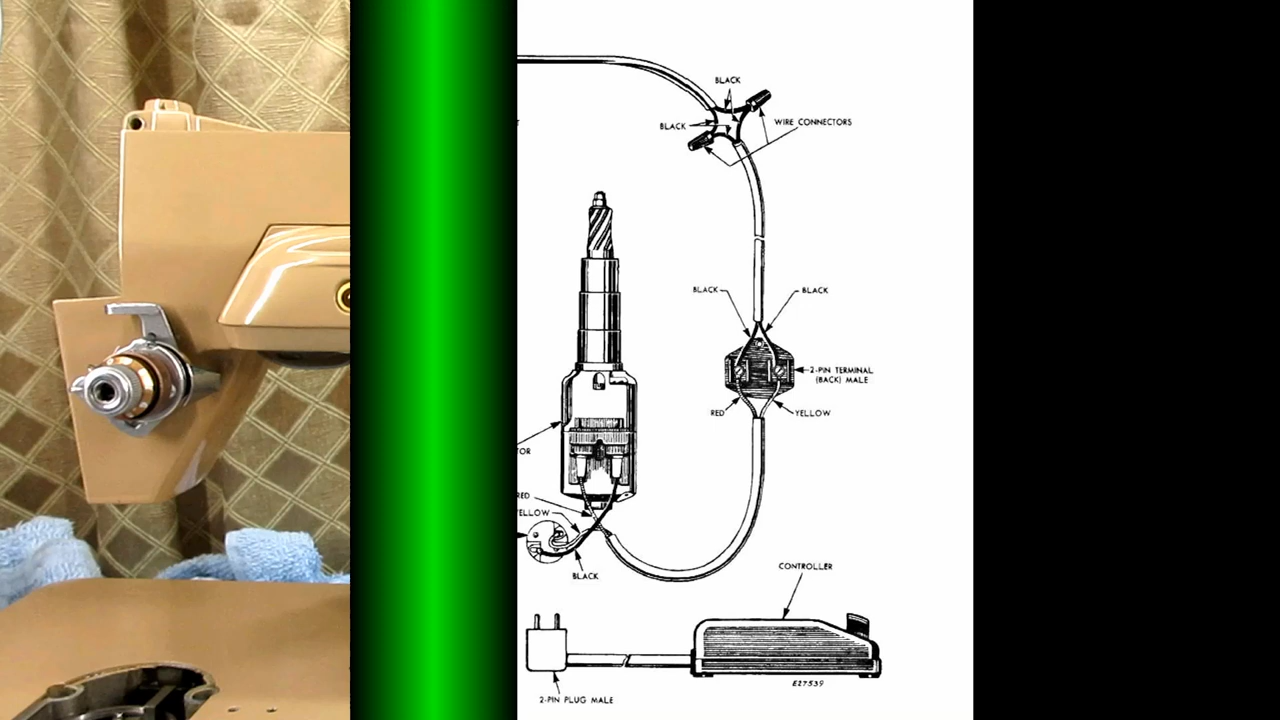 BLACK
BLACK
WIRE CONNECTORS
BLACK
BLACK
2-PIN TERMINAL
(BACK) MALE
RED
YELLOW
TOR
RED
YELLOW
BLACK
CONTROLLER
E27539
2-PIN PLUG MALE